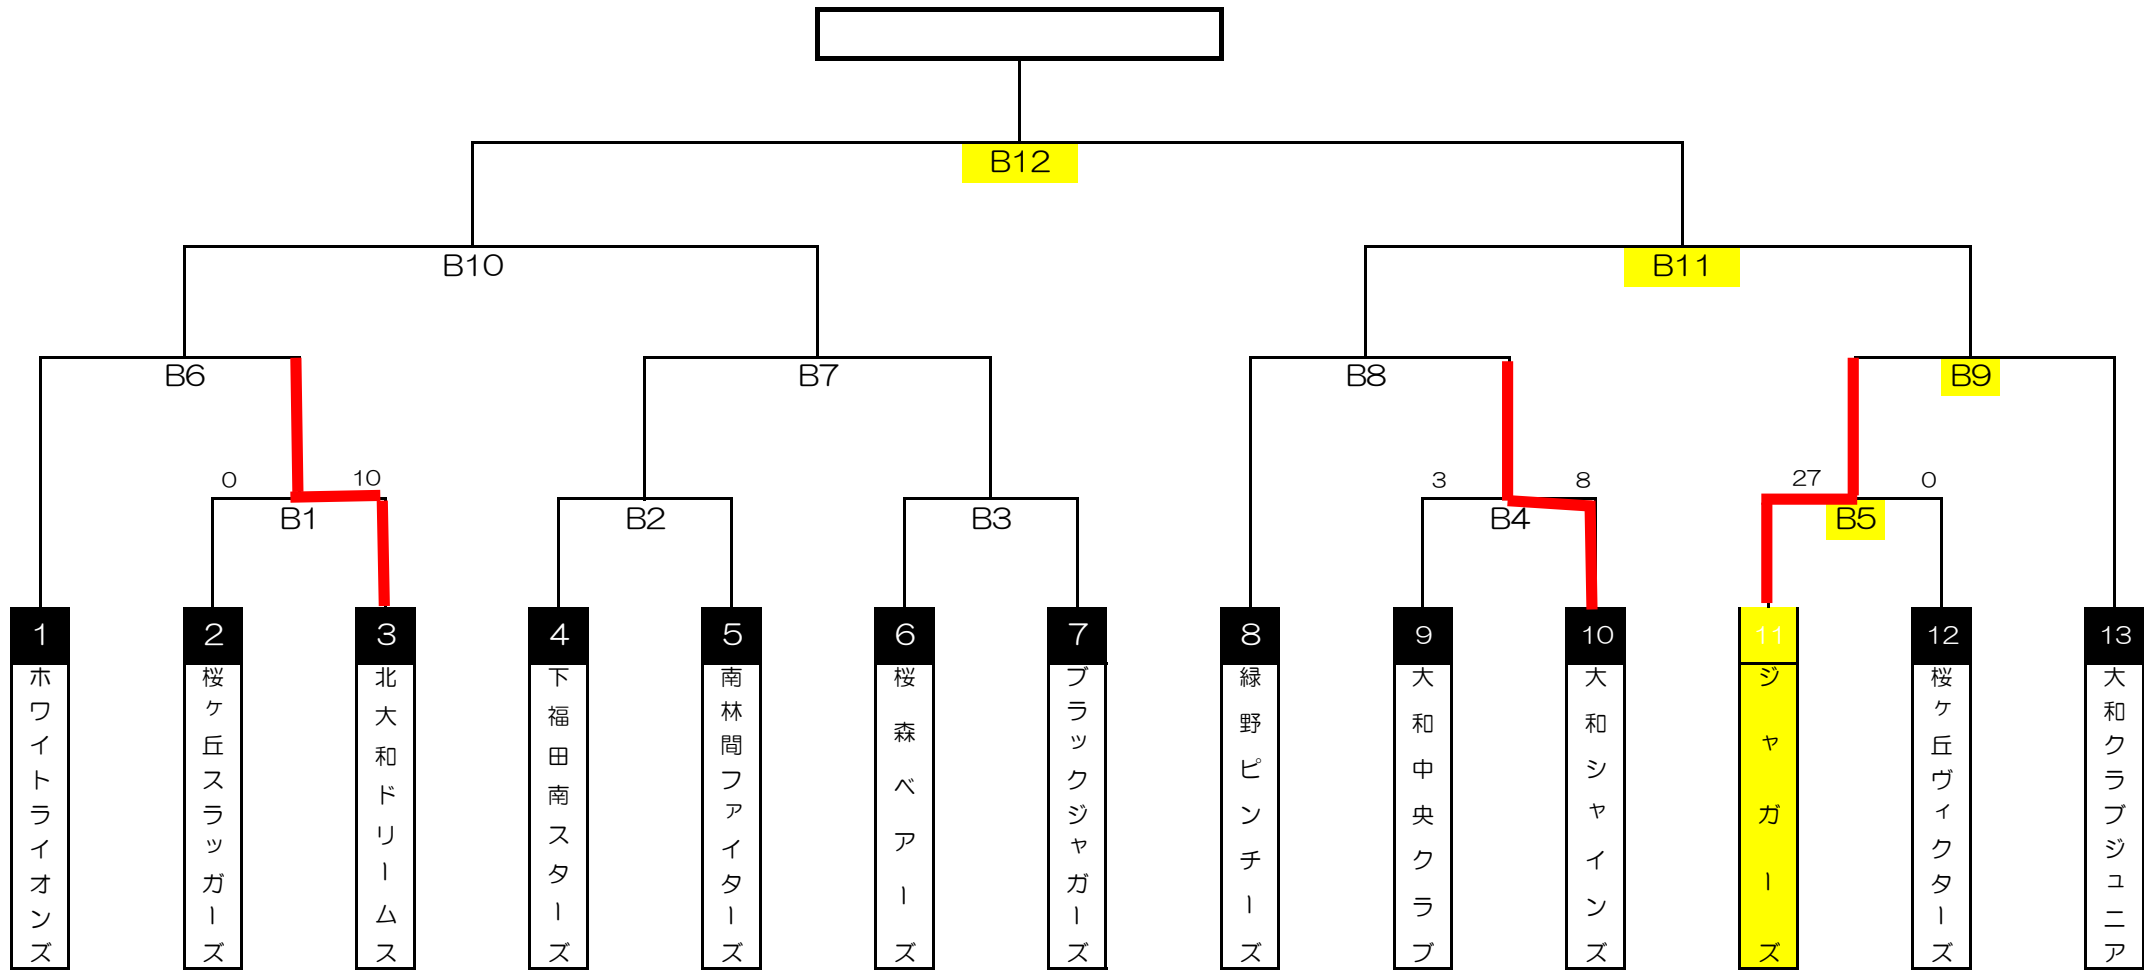 B12
B10
B11
B6
B7
B8
B9
0
10
3
8
27
0
B1
B2
B3
B4
B5
1
2
3
4
5
6
7
8
9
10
11
12
13
ホワイトライオンズ
桜ヶ丘スラッガーズ
北大和ドリームス
下福田南スターズ
南林間ファイターズ
桜森ベアーズ
ブラックジャガーズ
緑野ピンチーズ
大和中央クラブ
大和シャインズ
ジャガーズ
桜ヶ丘ヴィクターズ
大和クラブジュニア